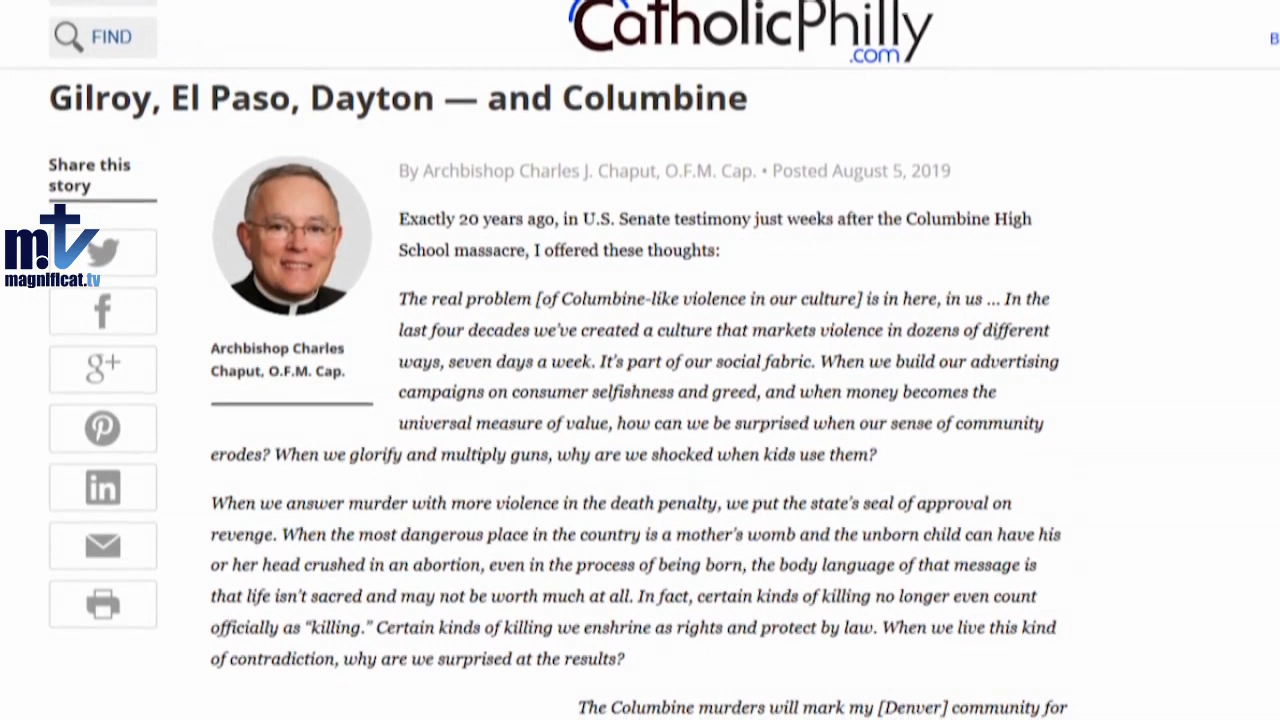 FIND
CatholicPhilly
.com
B
Gilroy, El Paso, Dayton — and Columbine
Share this
story
mtv
magnificat.tv
g+
in
Archbishop Charles
Chaput, O.F.M. Cap.
By Archbishop Charles J. Chaput, O.F.M. Cap. • Posted August 5, 2019
Exactly 20 years ago, in U.S. Senate testimony just weeks after the Columbine High
School massacre, I offered these thoughts:
The real problem [of Columbine-like violence in our culture] is in here, in us ... In the
last four decades we've created a culture that markets violence in dozens of different
ways, seven days a week. It's part of our social fabric. When we build our advertising
campaigns on consumer selfishness and greed, and when money becomes the
universal measure of value, how can we be surprised when our sense of community
erodes? When we glorify and multiply guns, why are we shocked when kids use them?
When we answer murder with more violence in the death penalty, we put the state's seal of approval on
revenge. When the most dangerous place in the country is a mother's womb and the unborn child can have his
or her head crushed in an abortion, even in the process of being born, the body language of that message is
that life isn't sacred and may not be worth much at all. In fact, certain kinds of killing no longer even count
officially as “killing.” Certain kinds of killing we enshrine as rights and protect by law. When we live this kind
of contradiction, why are we surprised at the results?
The Columbine murders will mark my [Denver] community for